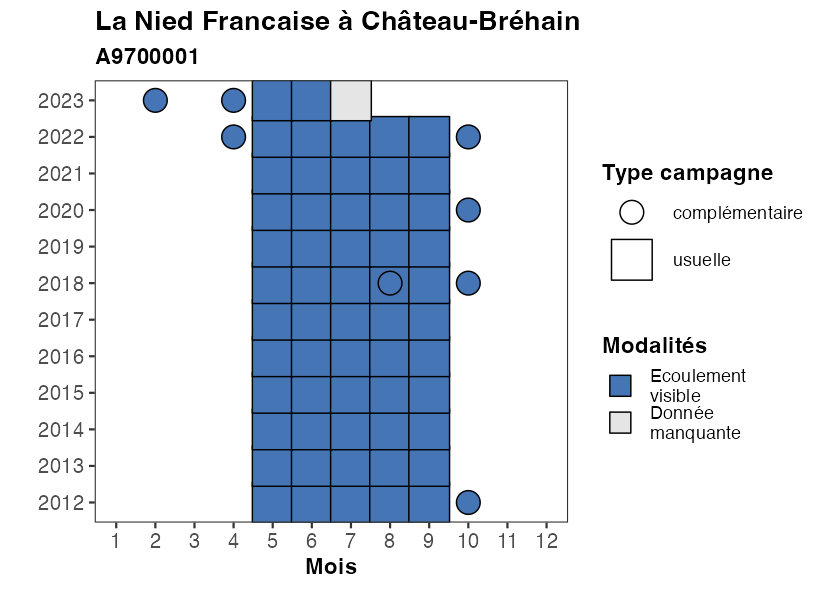 La Nied Francaise à Château-Bréhain
A9700001
2023
2022
2021
2020
2019
2018
2017
2016
2015
2014
2013
2012
1 2 3 4 5 6 7 8 9 10 11 12
Mois
Type campagne
complémentaire
usuelle
Modalités
Ecoulement
visible
Donnée
manquante